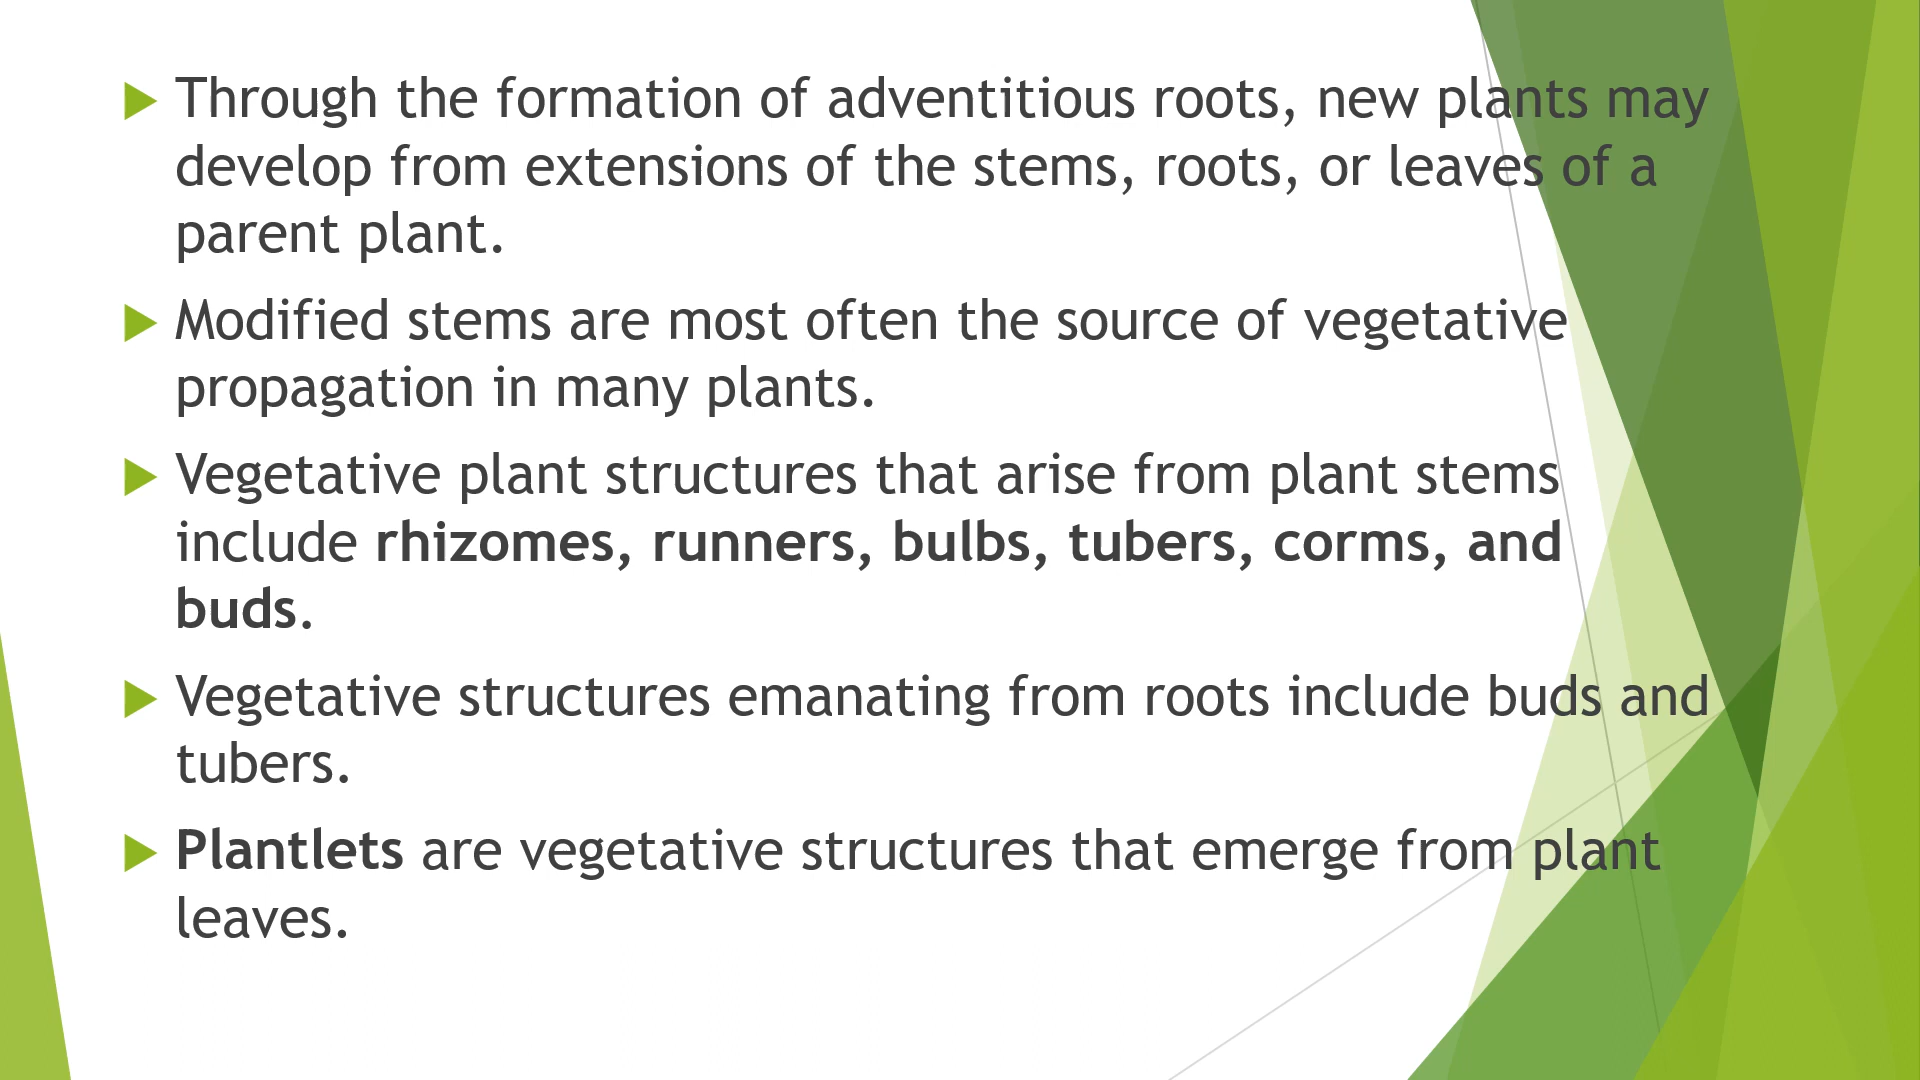 Through the formation of adventitious roots, new plants may
develop from extensions of the stems, roots, or leaves of a
parent plant.
Modified stems are most often the source of vegetative
propagation in many plants.
Vegetative plant structures that arise from plant stems
include rhizomes, runners, bulbs, tubers, corms, and
buds.
Vegetative structures emanating from roots include buds and
tubers.
Plantlets are vegetative structures that emerge from plant
leaves.